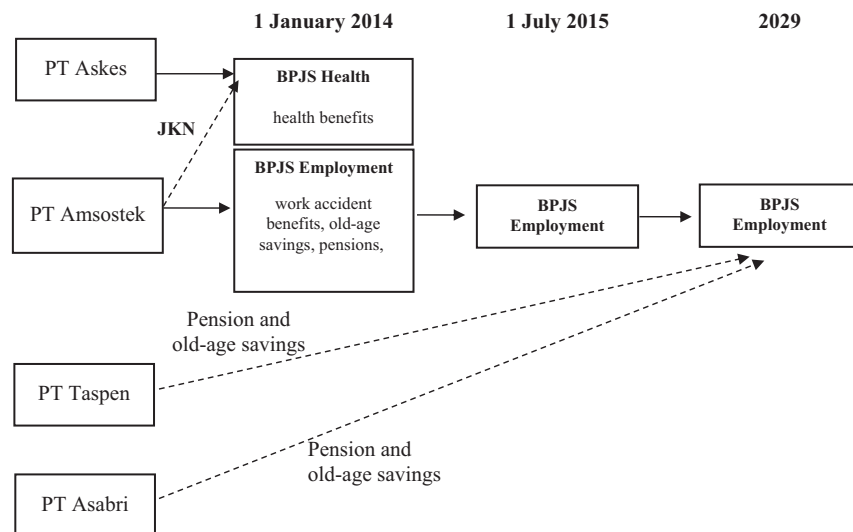 1 January 2014
1 July 2015
2029
PT Askes
BPJS Health
health benefits
JKN
PT Amsostek
BPJS Employment
work accident
benefits, old-age
savings, pensions,
BPJS
Employment
BPJS
Employment
Pension and
old-age savings
PT Taspen
Pension and
old-age savings
PT Asabri